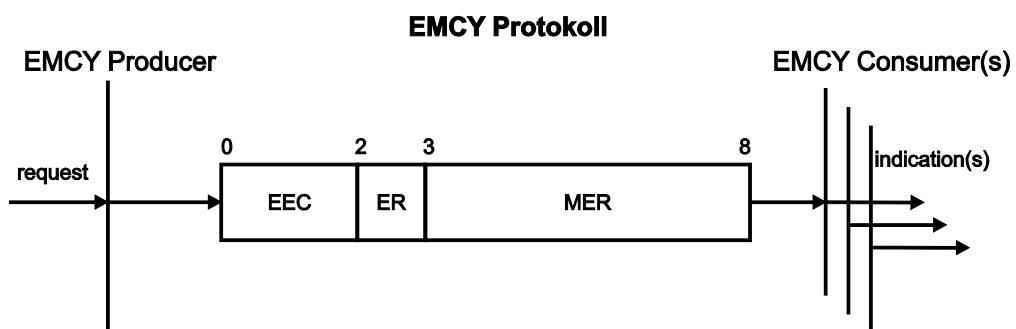 EMCY Protokoll
EMCY Producer
EMCY Consumer(s)
0 2 3 8
request
indication(s)
EEC ER MER